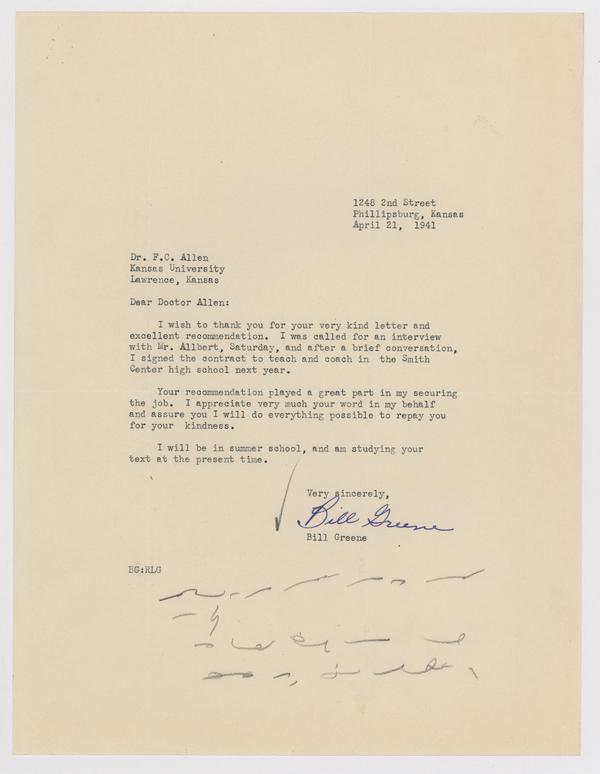 1248 2nd Street
Phillipsburg, Kansas
April 21, 1941
Dr. F.C. Allen
Kansas University
Lawrence, Kansas
Dear Doctor Allen:
I wish to thank you for your very kind letter and
excellent recommendation. I was called for an interview
with Mr. Allbert, Saturday, and after a brief conversation,
I signed the contract to teach and coach in the Smith
Center high school next year.
Your recommendation played a great part in my securing
the job. I appreciate very much your word in my behalf
and assure you I will do everything possible to repay you
for your kindness.
I will be in summer school, and am studying your
text at the present time.
Very sincerely,
Bill Greene
Bill Greene
BG:RLG